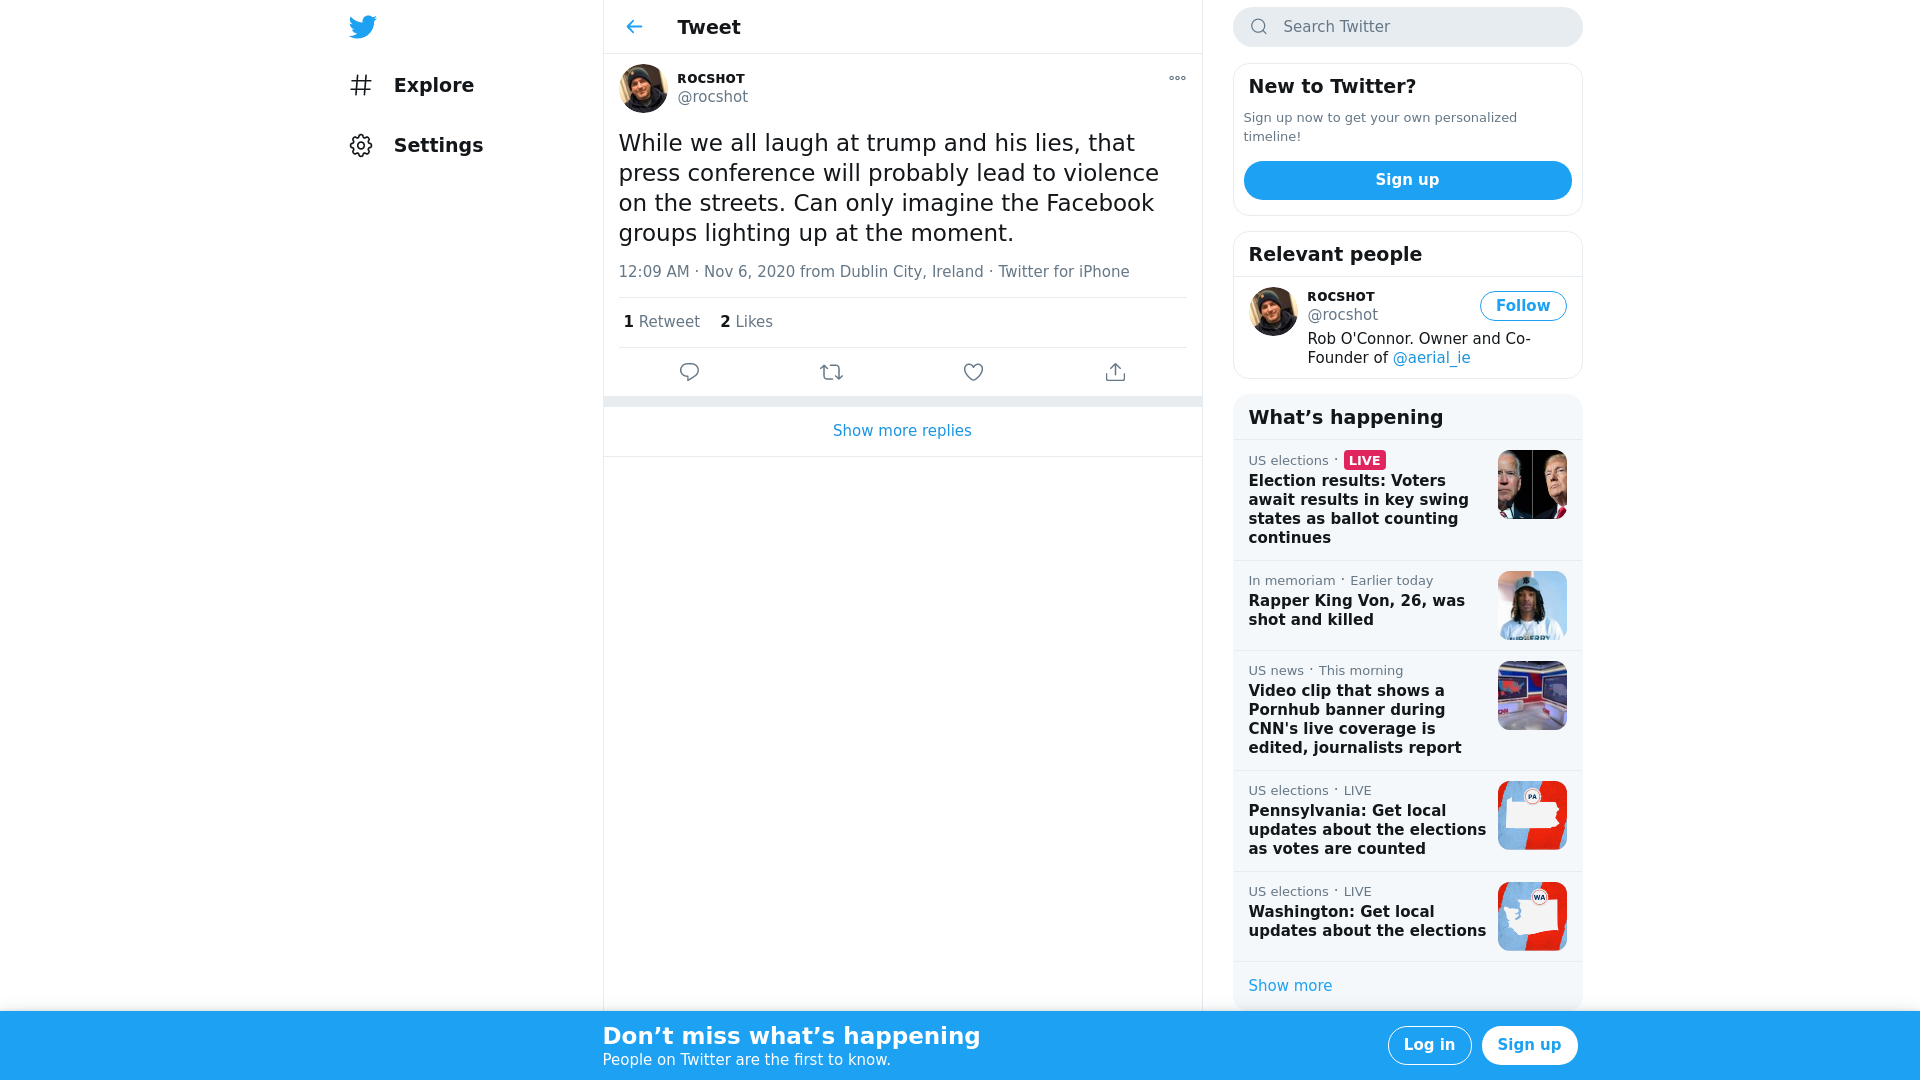 Explore
Settings
Tweet
ROCSHOT
@rocshot
While we all laugh at trump and his lies, that
press conference will probably lead to violence
on the streets. Can only imagine the Facebook
groups lighting up at the moment.
12:09 AM · Nov 6, 2020 from Dublin City, Ireland · Twitter for iPhone
1 Retweet 2 Likes
Show more replies
Search Twitter
New to Twitter?
Sign up now to get your own personalized
timeline!
Sign up
Relevant people
ROCSHOT
@rocshot
Follow
Rob O'Connor. Owner and Co-
Founder of @aerial_ie
What’s happening
US elections · LIVE
Election results: Voters
await results in key swing
states as ballot counting
continues
In memoriam · Earlier today
Rapper King Von, 26, was
shot and killed
US news · This morning
Video clip that shows a
Pornhub banner during
CNN's live coverage is
edited, journalists report
US elections · LIVE
Pennsylvania: Get local
updates about the elections
as votes are counted
PA
US elections · LIVE
Washington: Get local
updates about the elections
WA
Show more
Don’t miss what’s happening
People on Twitter are the first to know.
Log in
Sign up